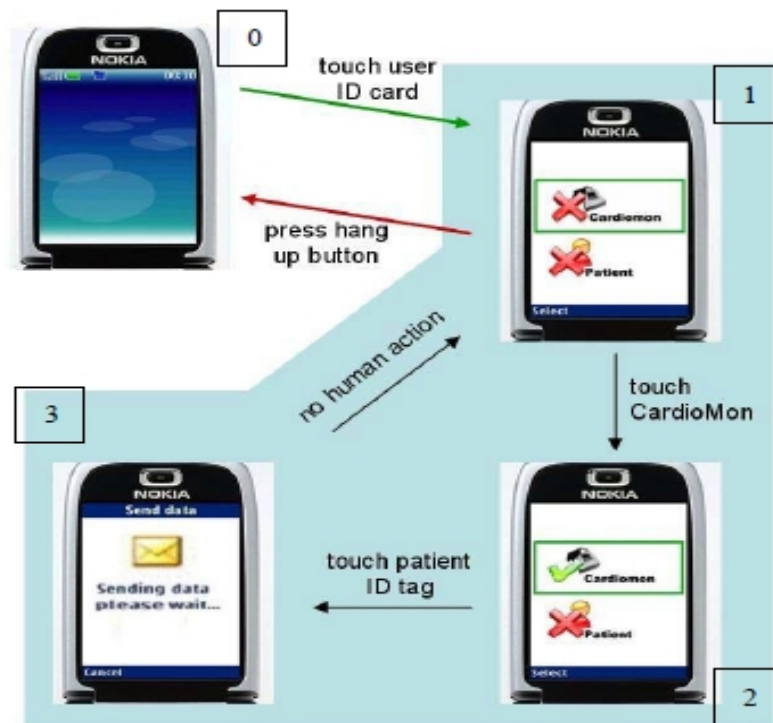 0
NOKIA
00:10
touch user
ID card
1
NOKIA
Cardiomon
Patient
Select
press hang
up button
no human action
touch
CardioMon
3
NOKIA
Send data
Sending data
please wait...
Cancel
touch patient
ID tag
NOKIA
Cardiomon
Patient
Select
2